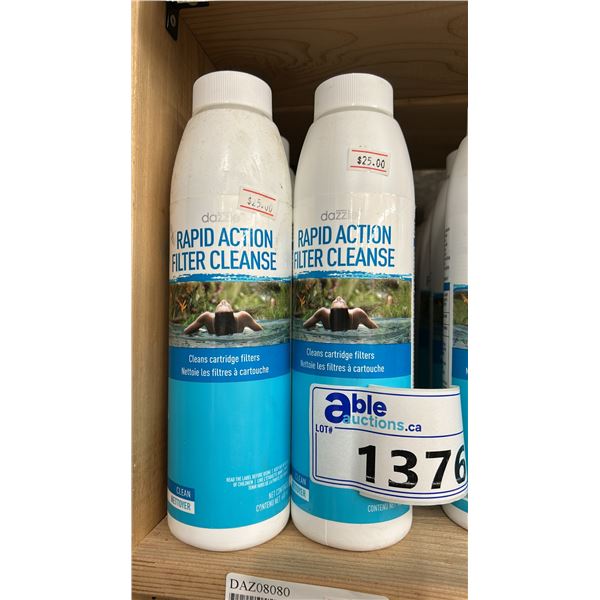 $25.00
dazzle
RAPID ACTION
FILTER CLEANSE
Cleans cartridge filters
Nettoie les filtres à cartouche
CLEAN
NETTOYER
$25.00
dazzle
RAPID ACTION
FILTER CLEANSE
Cleans cartridge filters
Nettoie les filtres à cartouche
able
auctions.ca
LOT#
1376
DAZ08080